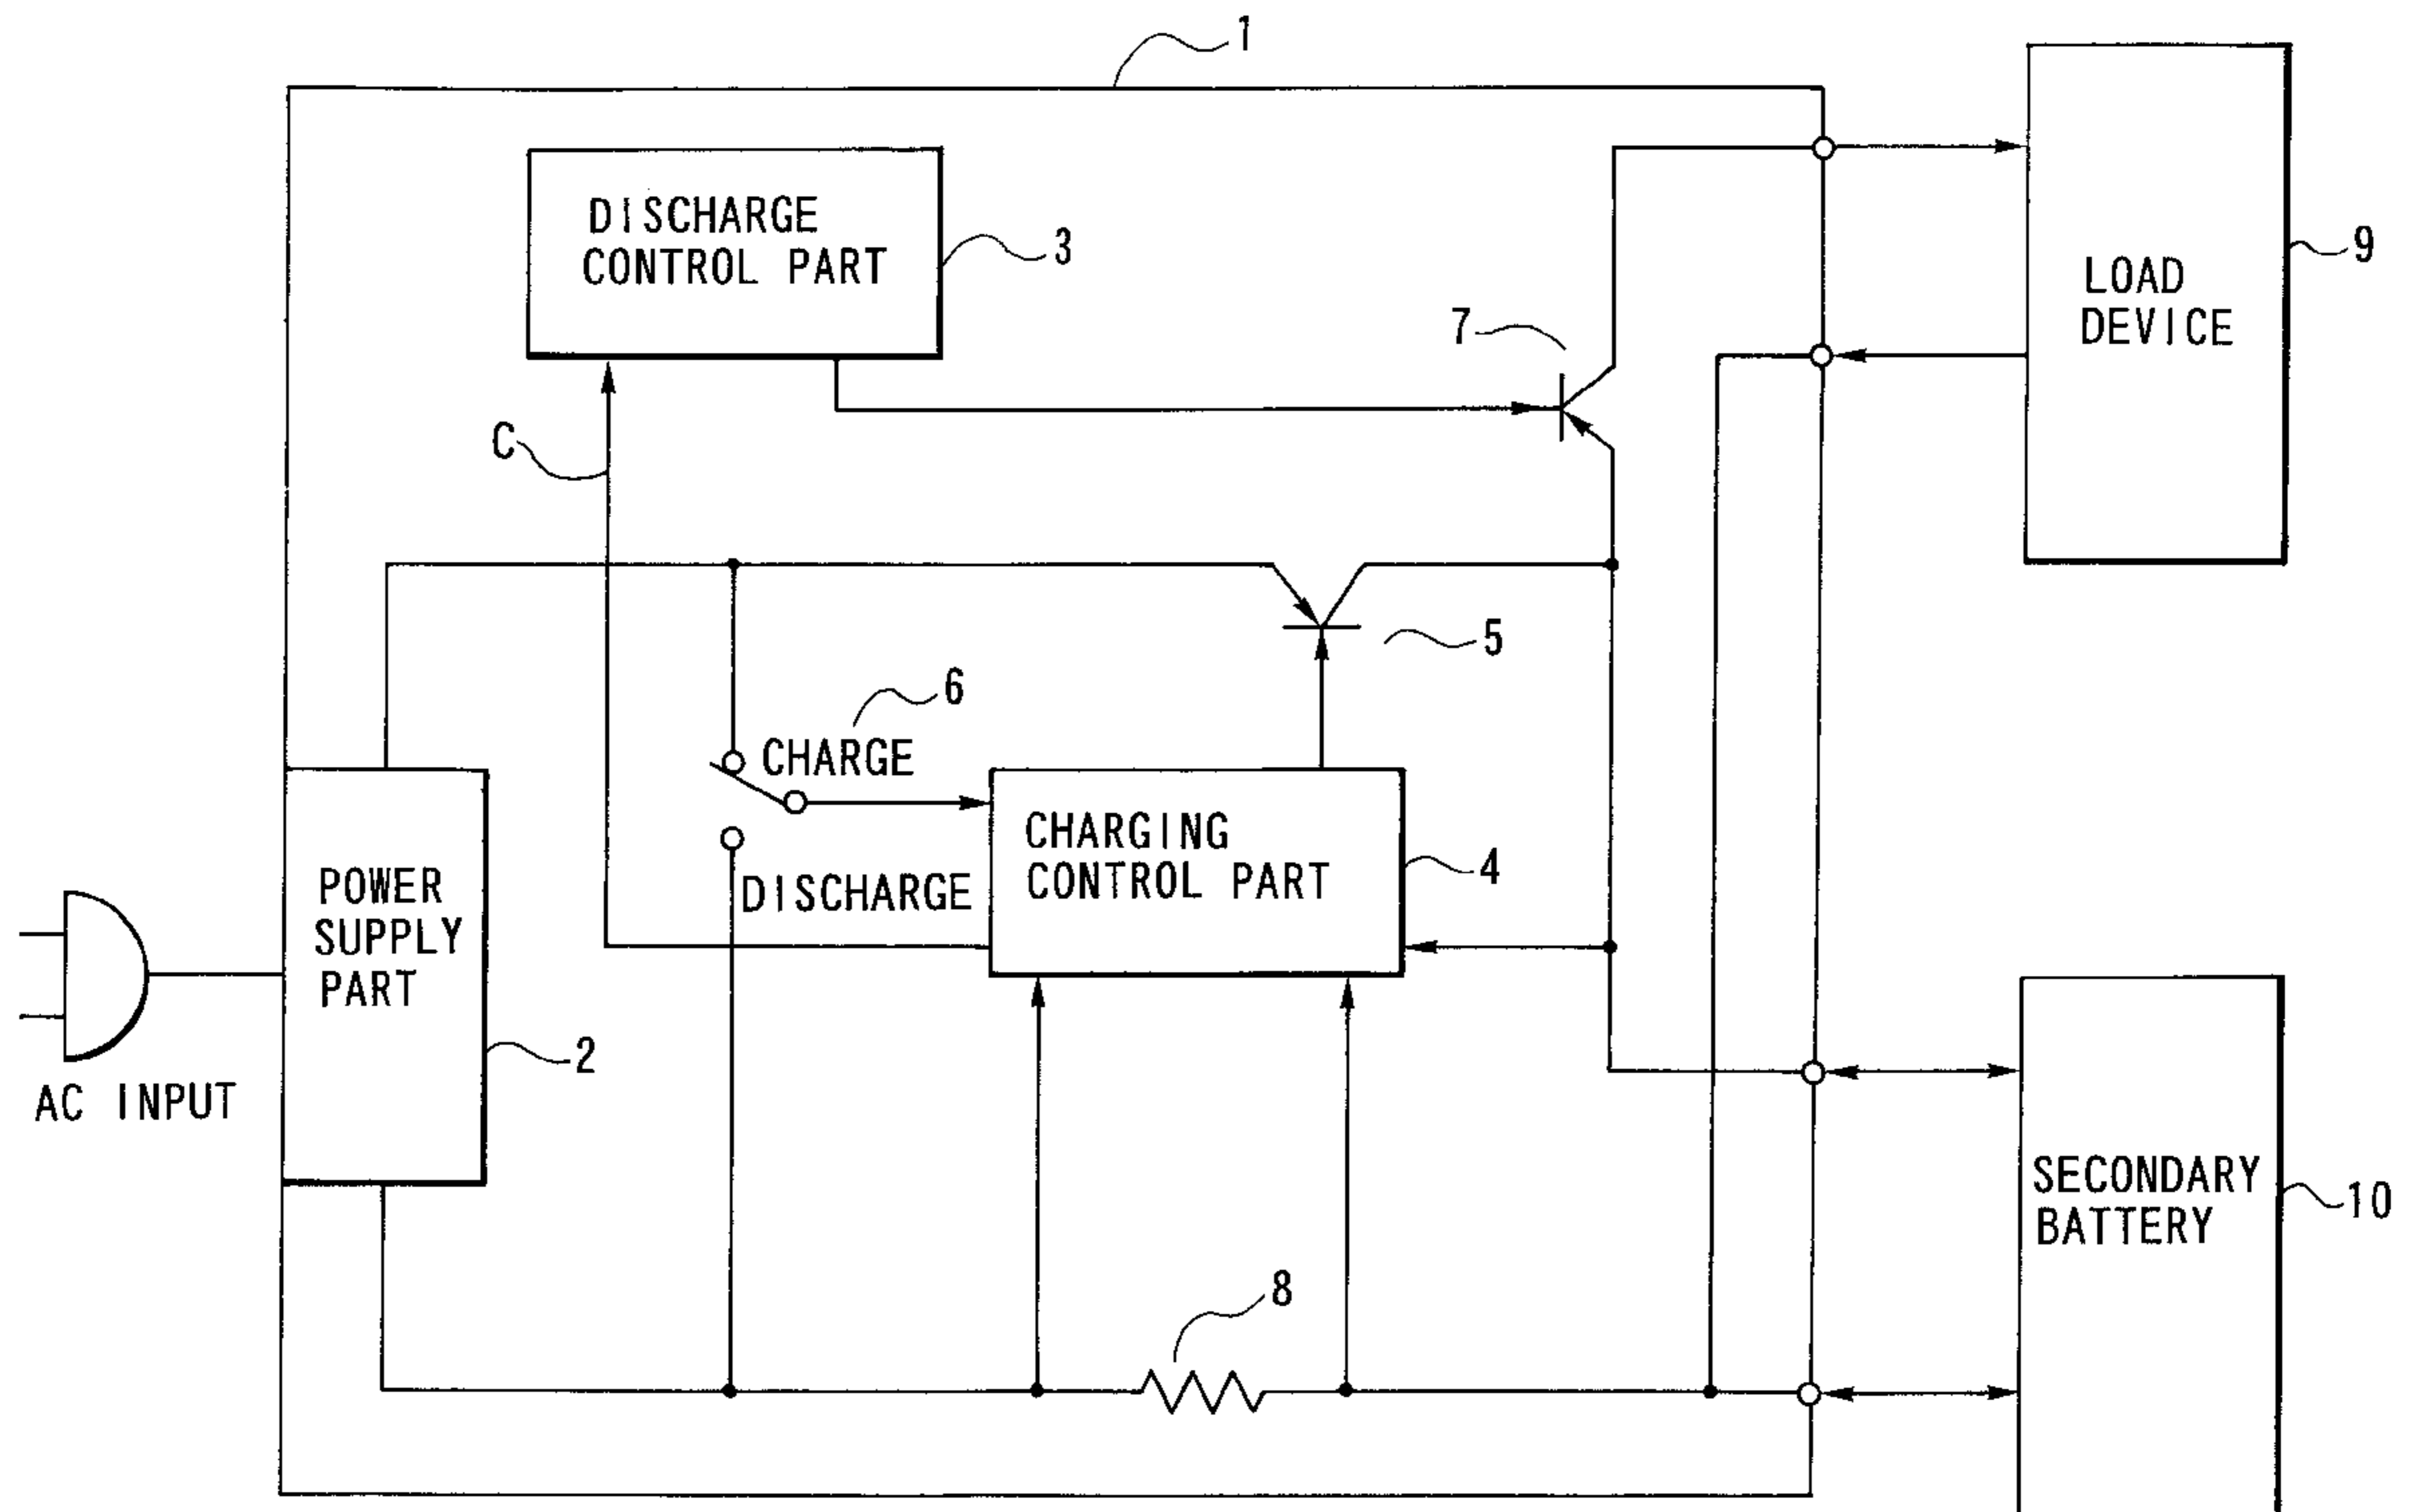 1
DISCHARGE
CONTROL PART
3
LOAD
DEVICE
9
7
C
5
6
CHARGE
CHARGING
CONTROL PART
4
DISCHARGE
POWER
SUPPLY
PART
2
AC INPUT
SECONDARY
BATTERY
10
8